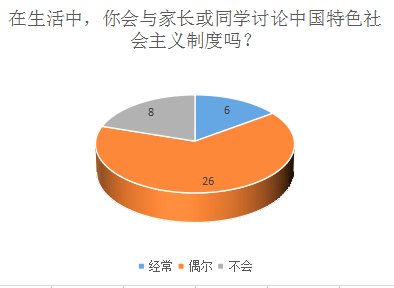 在生活中，你会与家长或同学讨论中国特色社
会主义制度吗？
6
8
26
经常 偶尔 不会